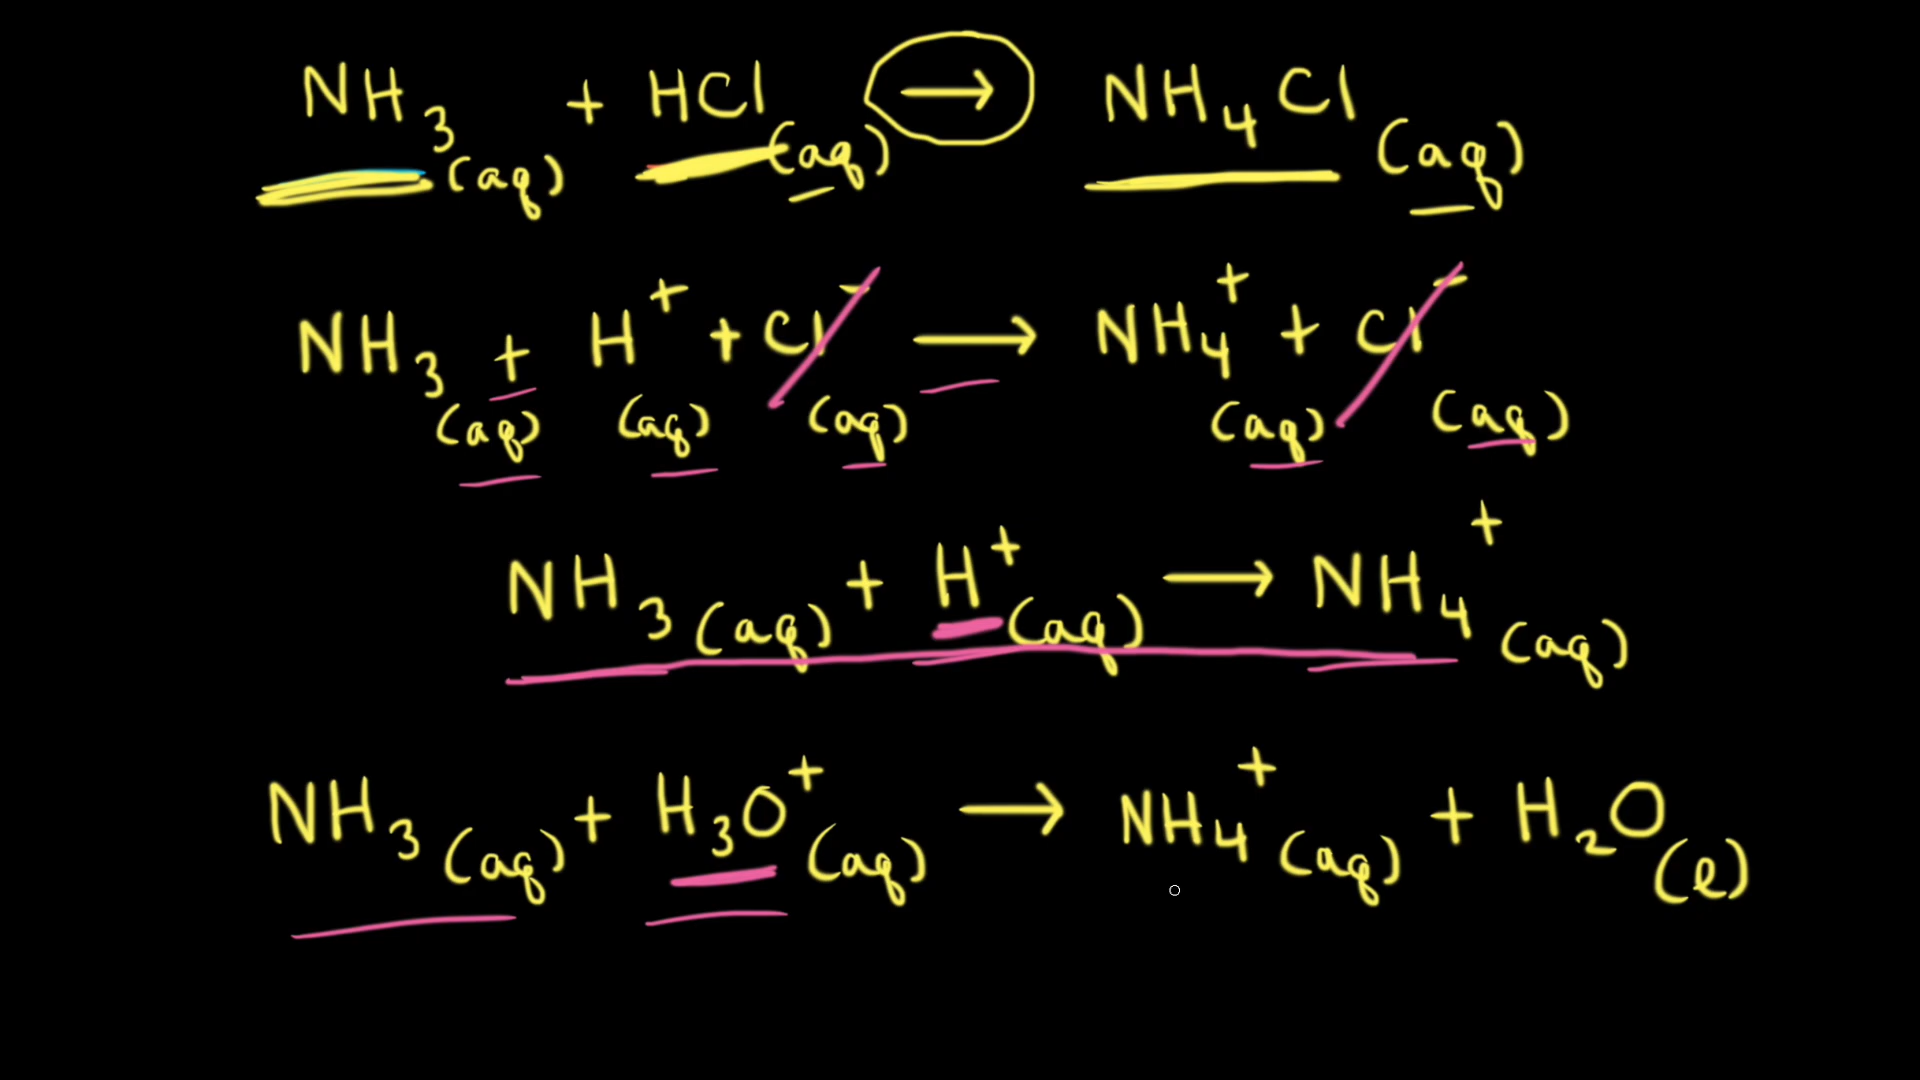 NH₃(aq) + HCl(aq) → NH₄Cl(aq)
NH₃(aq) + H⁺(aq) + Cl⁻(aq) → NH₄⁺(aq) + Cl⁻(aq)
NH₃(aq) + H⁺(aq) → NH₄⁺(aq)
NH₃(aq) + H₃O⁺(aq) → NH₄⁺(aq) + H₂O(l)